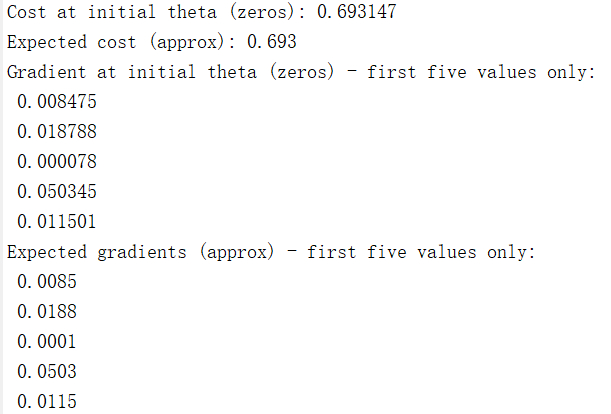 Cost at initial theta (zeros): 0.693147
Expected cost (approx): 0.693
Gradient at initial theta (zeros) - first five values only:
0.008475
0.018788
0.000078
0.050345
0.011501
Expected gradients (approx) - first five values only:
0.0085
0.0188
0.0001
0.0503
0.0115